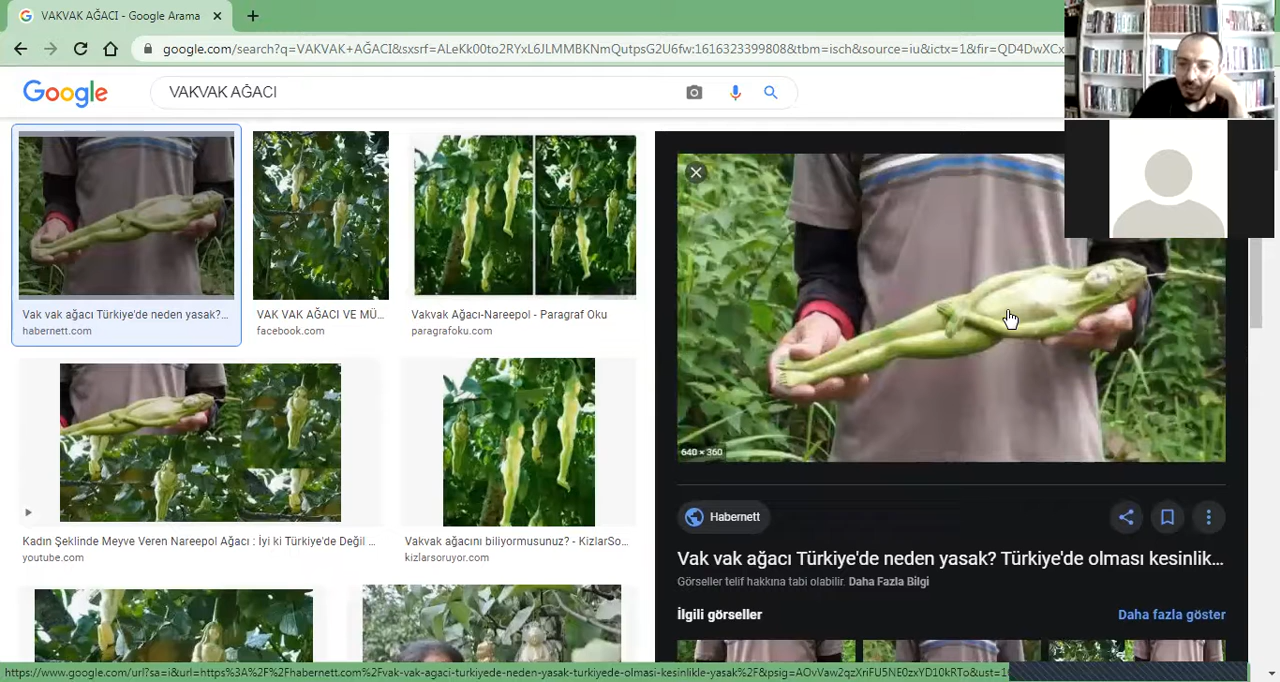 VAKVAK AĞACI - Google Arama
google.com/search?q=VAKVAK+AĞACI&sxsrf=ALeKk00to2RYxL6JLMMBKNmQutpsG2U6fw:1616323399808&tbm=isch&source=iu&ictx=1&fir=QD4DwXCx
Google
VAKVAK AĞACI
Vak vak ağacı Türkiye'de neden yasak?...
habernett.com
VAK VAK AĞACI VE MÜ...
facebook.com
Vakvak Ağacı-Nareepol - Paragraf Oku
paragrafoku.com
640 × 360
Habernett
Kadın Şeklinde Meyve Veren Nareepol Ağacı : İyi ki Türkiye'de Değil ...
youtube.com
Vakvak ağacını biliyormusunuz? - KizlarSo...
kizlarsoruyor.com
Vak vak ağacı Türkiye'de neden yasak? Türkiye'de olması kesinlik...
Görseller telif hakkına tabi olabilir. Daha Fazla Bilgi
İlgili görseller
Daha fazla göster
https://www.google.com/url?sa=i&url=https%3A%2F%2Fhabernett.com%2Fvak-vak-agaci-turkiyede-neden-yasak-turkiyede-olmasi-kesinlikle-yasak%2F&psig=AOvVaw2qzXriFU5NE0zxYD10kRTo&ust=1